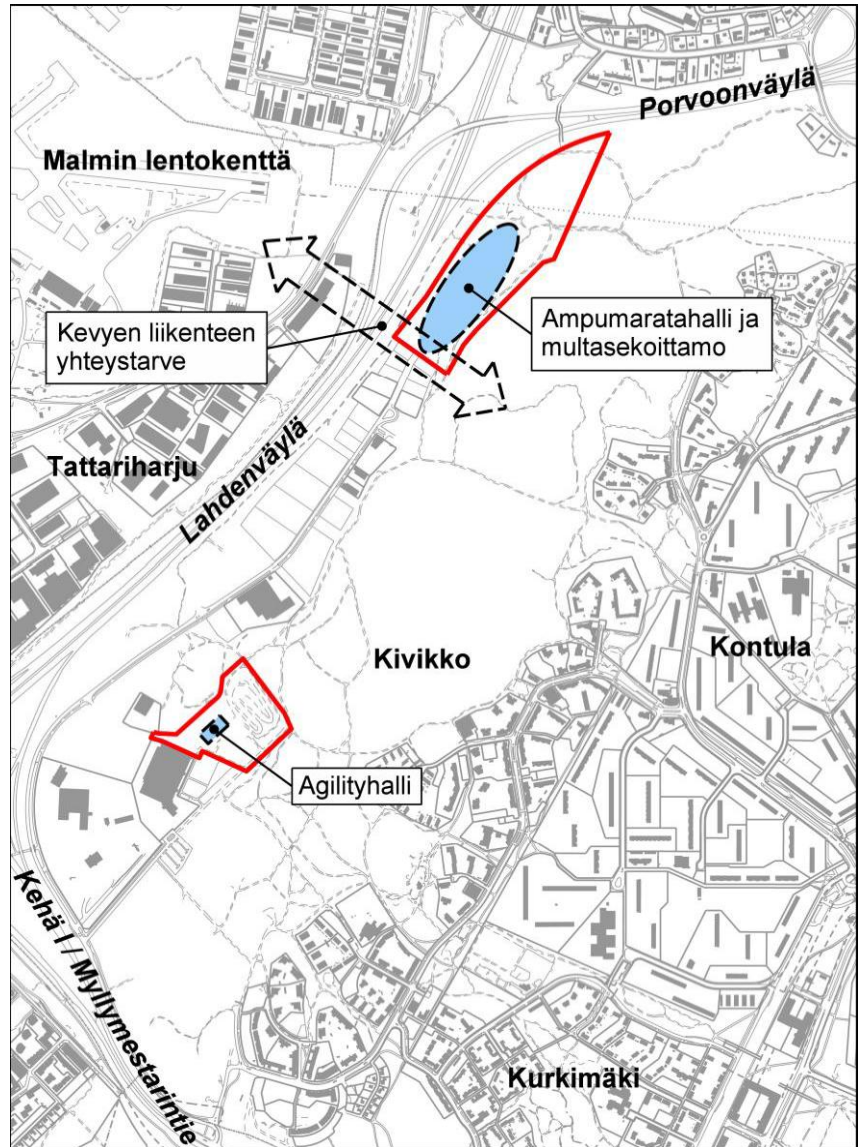 Porvoonväylä
Malmin lentokenttä
Kevyen liikenteen
yhteystarve
Ampumaratahalli ja
multasekoittamo
Tattariharju
Lahdenväylä
Kivikko
Kontula
Agilityhalli
Kehä I / Myllymestarintie
Kurkimäki